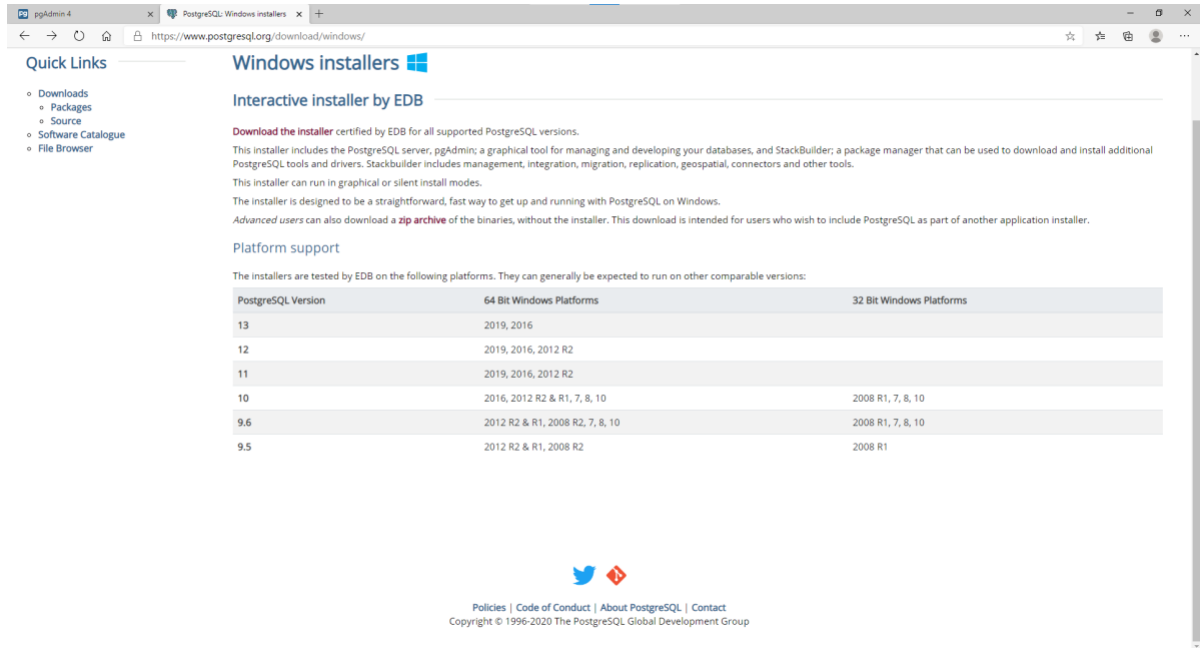 pgAdmin 4
PostgreSQL: Windows installers
https://www.postgresql.org/download/windows/
Quick Links
Downloads
Packages
Source
Software Catalogue
File Browser
Windows installers
Interactive installer by EDB
Download the installer certified by EDB for all supported PostgreSQL versions.
This installer includes the PostgreSQL server, pgAdmin; a graphical tool for managing and developing your databases, and StackBuilder; a package manager that can be used to download and install additional
PostgreSQL tools and drivers. Stackbuilder includes management, integration, migration, replication, geospatial, connectors and other tools.
This installer can run in graphical or silent install modes.
The installer is designed to be a straightforward, fast way to get up and running with PostgreSQL on Windows.
Advanced users can also download a zip archive of the binaries, without the installer. This download is intended for users who wish to include PostgreSQL as part of another application installer.
Platform support
The installers are tested by EDB on the following platforms. They can generally be expected to run on other comparable versions:
PostgreSQL Version 64 Bit Windows Platforms 32 Bit Windows Platforms
13 2019, 2016
12 2019, 2016, 2012 R2
11 2019, 2016, 2012 R2
10 2016, 2012 R2 & R1, 7, 8, 10 2008 R1, 7, 8, 10
9.6 2012 R2 & R1, 2008 R2, 7, 8, 10 2008 R1, 7, 8, 10
9.5 2012 R2 & R1, 2008 R2 2008 R1
Policies | Code of Conduct | About PostgreSQL | Contact
Copyright © 1996-2020 The PostgreSQL Global Development Group